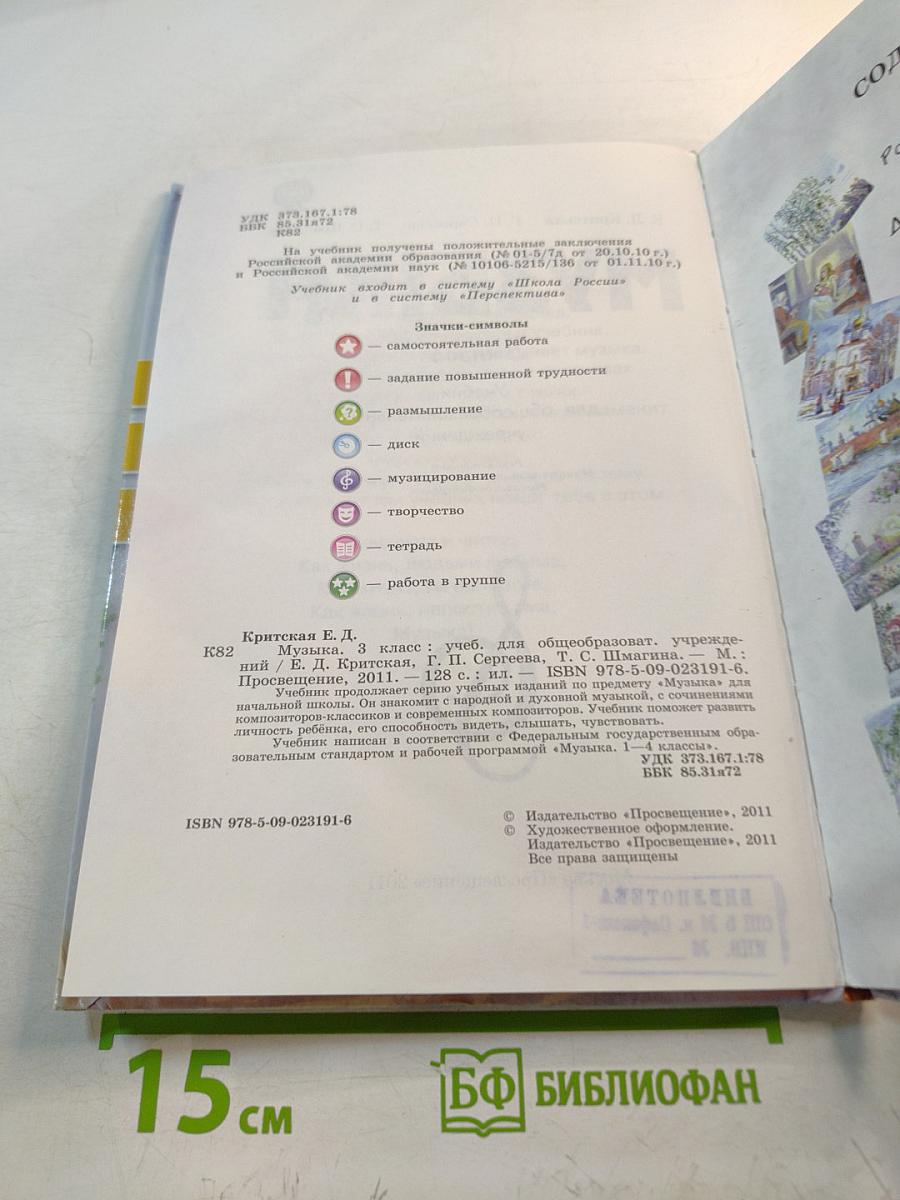 УДК 373.167.1:78
ББК 85.31я72
К82
На учебник получены положительные заключения
Российской академии образования (№ 01-5/7д от 20.10.10 г.)
и Российской академии наук (№ 10106-5215/136 от 01.11.10 г.)
Учебник входит в систему «Школа России»
и в систему «Перспектива»
Значки-символы
— самостоятельная работа
! — задание повышенной трудности
? — размышление
— диск
— музицирование
— творчество
— тетрадь
— работа в группе
Критская Е. Д.
К82 Музыка. 3 класс : учеб. для общеобразоват. учрежде-
ний / Е. Д. Критская, Г. П. Сергеева, Т. С. Шмагина. — М. :
Просвещение, 2011. — 128 с. : ил. — ISBN 978-5-09-023191-6.
Учебник продолжает серию учебных изданий по предмету «Музыка» для
начальной школы. Он знакомит с народной и духовной музыкой, с сочинениями
композиторов-классиков и современных композиторов. Учебник поможет развить
личность ребёнка, его способность видеть, слышать, чувствовать.
Учебник написан в соответствии с Федеральным государственным обра-
зовательным стандартом и рабочей программой «Музыка. 1—4 классы».
УДК 373.167.1:78
ББК 85.31я72
ISBN 978-5-09-023191-6
© Издательство «Просвещение», 2011
© Художественное оформление.
Издательство «Просвещение», 2011
Все права защищены
15 см
БФ БИБЛИОФАН